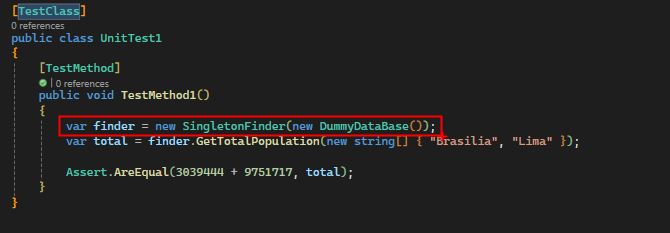 [TestClass]
0 references
public class UnitTest1
{
[TestMethod]
| 0 references
public void TestMethod1()
{
var finder = new SingletonFinder(new DummyDataBase());
var total = finder.GetTotalPopulation(new string[] { "Brasilia", "Lima" });
Assert.AreEqual(3039444 + 9751717, total);
}
}